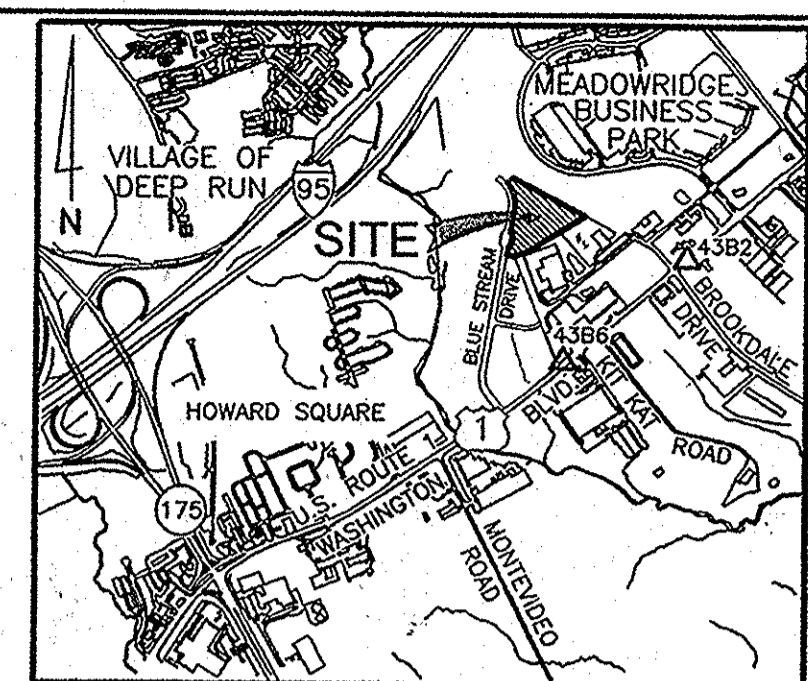 MEADOWRIDGE
BUSINESS
PARK
VILLAGE OF
DEEP RUN
95
N
SITE
43B2
BLUE STREAM
DRIVE
BROOKDALE
DRIVE
43B6
HOWARD SQUARE
BLVD.
KIT KAT
ROAD
1
U.S. ROUTE 1
WASHINGTON
175
MONTEVIDEO
ROAD